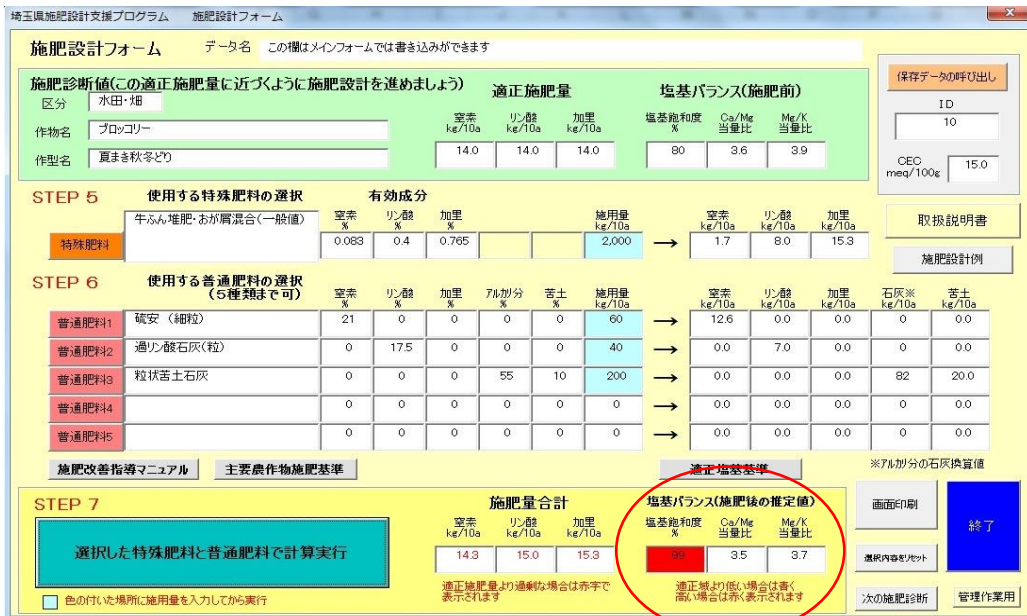 埼玉県施肥設計支援プログラム 施肥設計フォーム
施肥設計フォーム データ名 この欄はメインフォームでは書き込みができます
施肥診断値(この適正施肥量に近づくように施肥設計を進めましょう)
区分 水田・畑
作物名 ブロッコリー
作型名 夏まき秋冬どり
適正施肥量
窒素 kg/10a リン酸 kg/10a 加里 kg/10a
14.0 14.0 14.0
塩基バランス(施肥前)
塩基飽和度 % Ca/Mg 当量比 Mg/K 当量比
80 3.6 3.9
保存データの呼び出し
ID
10
CEC meq/100g 15.0
取扱説明書
施肥設計例
STEP 5 使用する特殊肥料の選択 有効成分
窒素 % リン酸 % 加里 % 施用量 kg/10a 窒素 kg/10a リン酸 kg/10a 加里 kg/10a
特殊肥料 牛ふん堆肥・おが屑混合(一般値) 0.083 0.4 0.765 2,000 → 1.7 8.0 15.3
STEP 6 使用する普通肥料の選択
(5種類まで可)
窒素 % リン酸 % 加里 % アルカリ分 % 苦土 % 施用量 kg/10a 窒素 kg/10a リン酸 kg/10a 加里 kg/10a 石灰※ kg/10a 苦土 kg/10a
普通肥料1 硫安 (細粒) 21 0 0 0 0 60 → 12.6 0.0 0.0 0 0.0
普通肥料2 過リン酸石灰(粒) 0 17.5 0 0 0 40 → 0.0 7.0 0.0 0 0.0
普通肥料3 粒状苦土石灰 0 0 0 55 10 200 → 0.0 0.0 0.0 82 20.0
普通肥料4 0 0 0 0 0 0 → 0.0 0.0 0.0 0 0.0
普通肥料5 0 0 0 0 0 0 → 0.0 0.0 0.0 0 0.0
施肥改善指導マニュアル 主要農作物施肥基準 適正塩基基準 ※アルカリ分の石灰換算値
STEP 7
選択した特殊肥料と普通肥料で計算実行
色の付いた場所に施用量を入力してから実行
施肥量合計
窒素 kg/10a リン酸 kg/10a 加里 kg/10a
14.3 15.0 15.3
適正施肥量より過剰な場合は赤字で
表示されます
塩基バランス(施肥後の推定値)
塩基飽和度 % Ca/Mg 当量比 Mg/K 当量比
99 3.5 3.7
適正域より低い場合は青く
高い場合は赤く表示されます
画面印刷
選択内容をリセット
次の施肥診断
終了
管理作業用